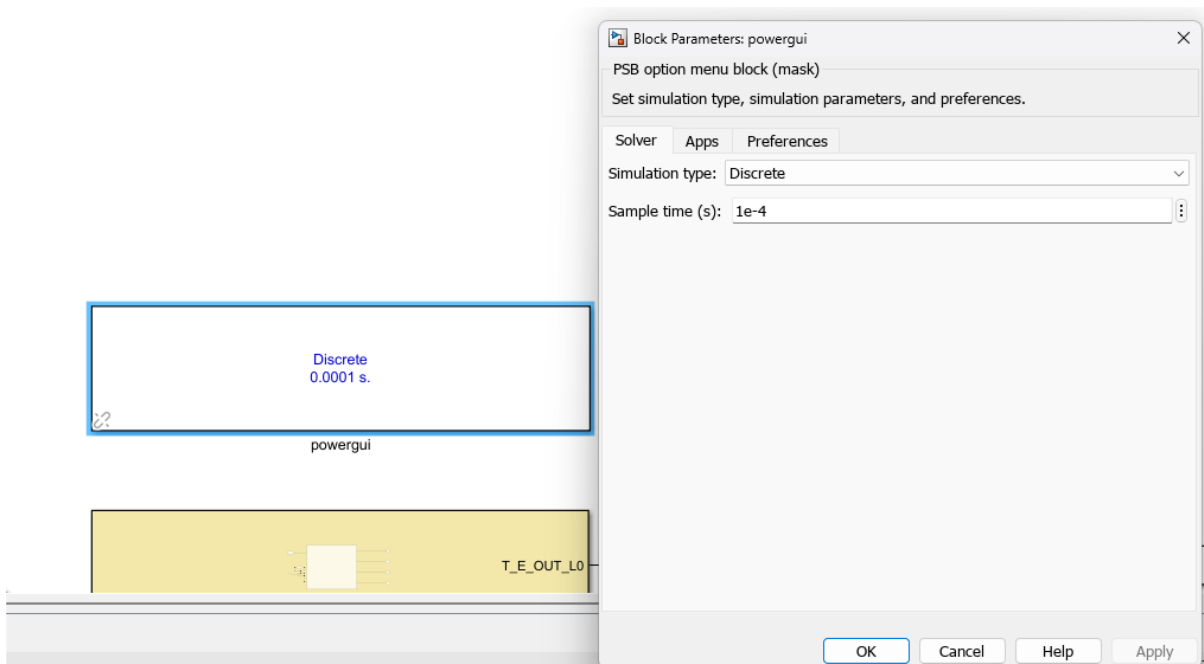 Block Parameters: powergui
PSB option menu block (mask)
Set simulation type, simulation parameters, and preferences.
Solver Apps Preferences
Simulation type: Discrete
Sample time (s): 1e-4
Discrete
0.0001 s.
powergui
T_E_OUT_L0
OK Cancel Help Apply